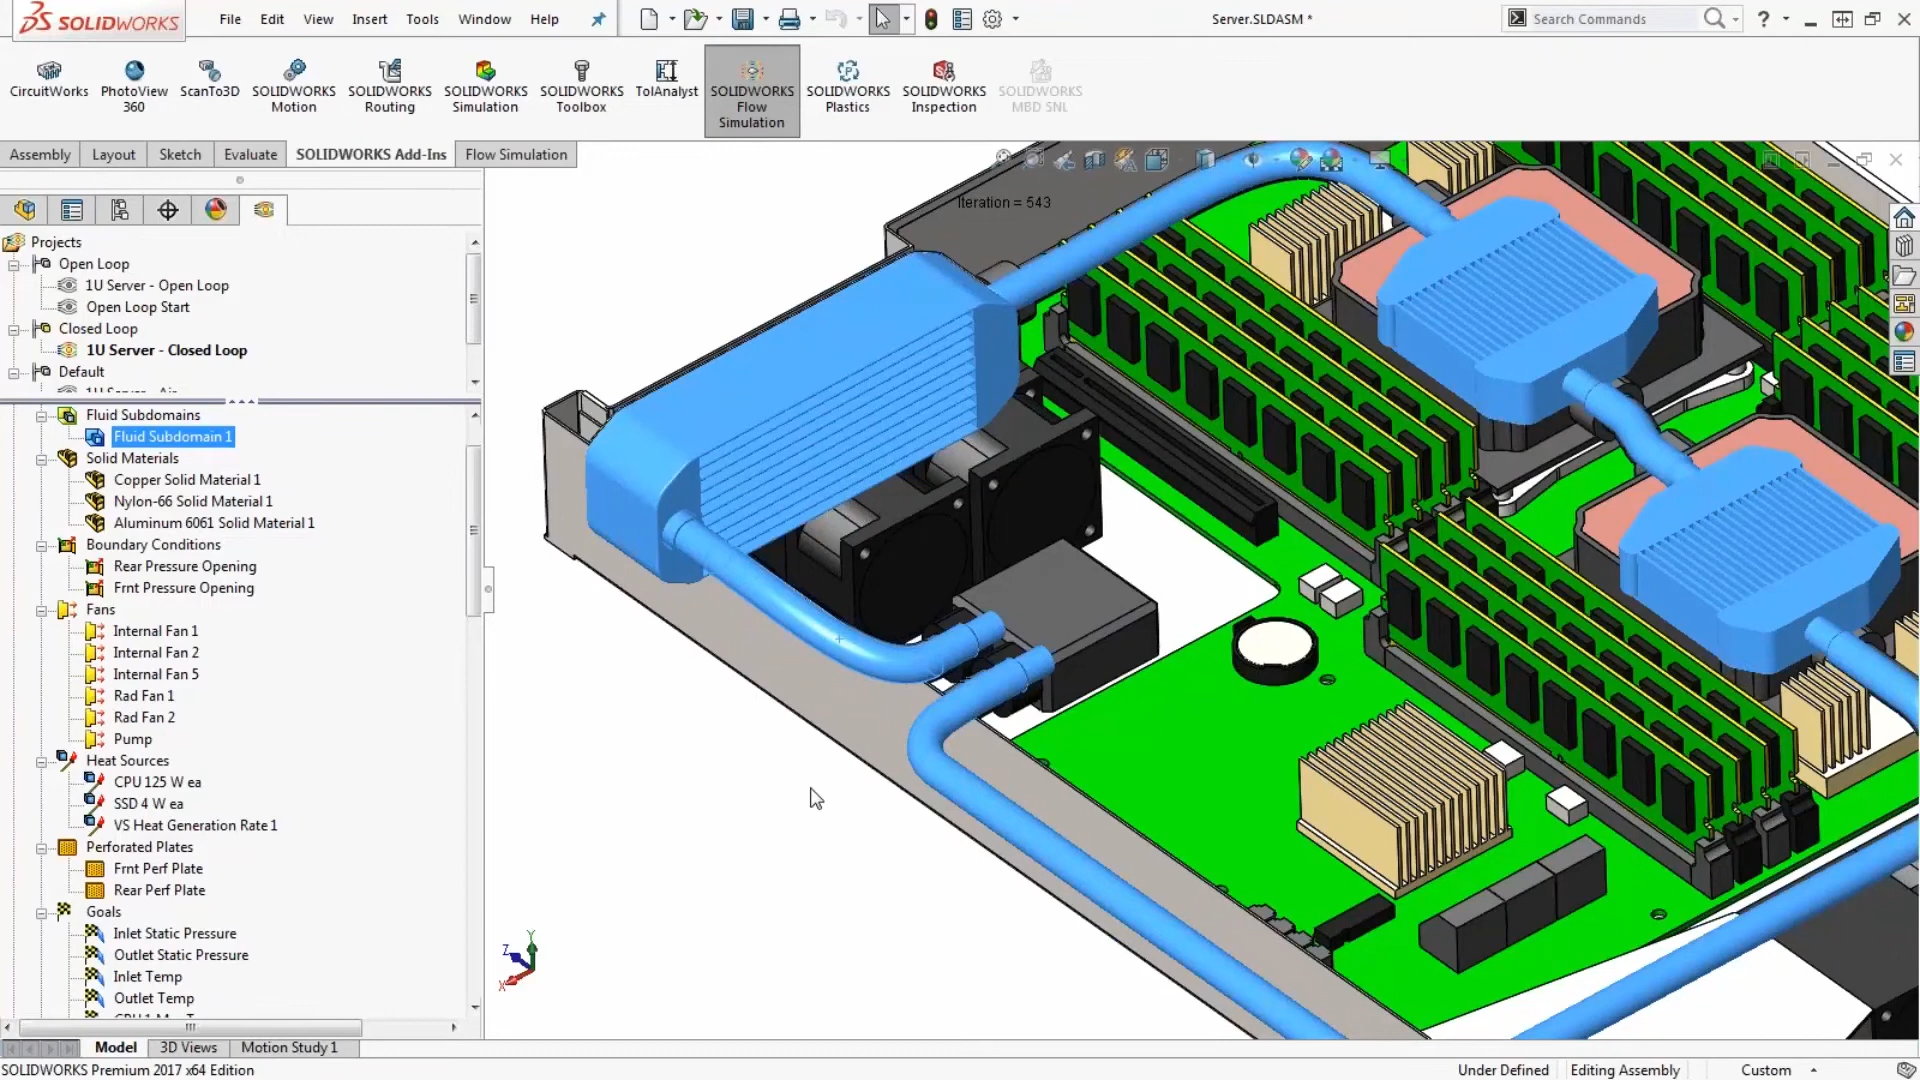 SOLIDWORKS
File Edit View Insert Tools Window Help
Server.SLDASM *
Search Commands
?
CircuitWorks
PhotoView 360
ScanTo3D
SOLIDWORKS Motion
SOLIDWORKS Routing
SOLIDWORKS Simulation
SOLIDWORKS Toolbox
TolAnalyst
SOLIDWORKS Flow Simulation
SOLIDWORKS Plastics
SOLIDWORKS Inspection
SOLIDWORKS MBD SNL
Assembly Layout Sketch Evaluate SOLIDWORKS Add-Ins Flow Simulation
Iteration = 543
Projects
Open Loop
1U Server - Open Loop
Open Loop Start
Closed Loop
1U Server - Closed Loop
Default
Fluid Subdomains
Fluid Subdomain 1
Solid Materials
Copper Solid Material 1
Nylon-66 Solid Material 1
Aluminum 6061 Solid Material 1
Boundary Conditions
Rear Pressure Opening
Frnt Pressure Opening
Fans
Internal Fan 1
Internal Fan 2
Internal Fan 5
Rad Fan 1
Rad Fan 2
Pump
Heat Sources
CPU 125 W ea
SSD 4 W ea
VS Heat Generation Rate 1
Perforated Plates
Frnt Perf Plate
Rear Perf Plate
Goals
Inlet Static Pressure
Outlet Static Pressure
Inlet Temp
Outlet Temp
Y
Z
X
Model 3D Views Motion Study 1
SOLIDWORKS Premium 2017 x64 Edition
Under Defined Editing Assembly Custom